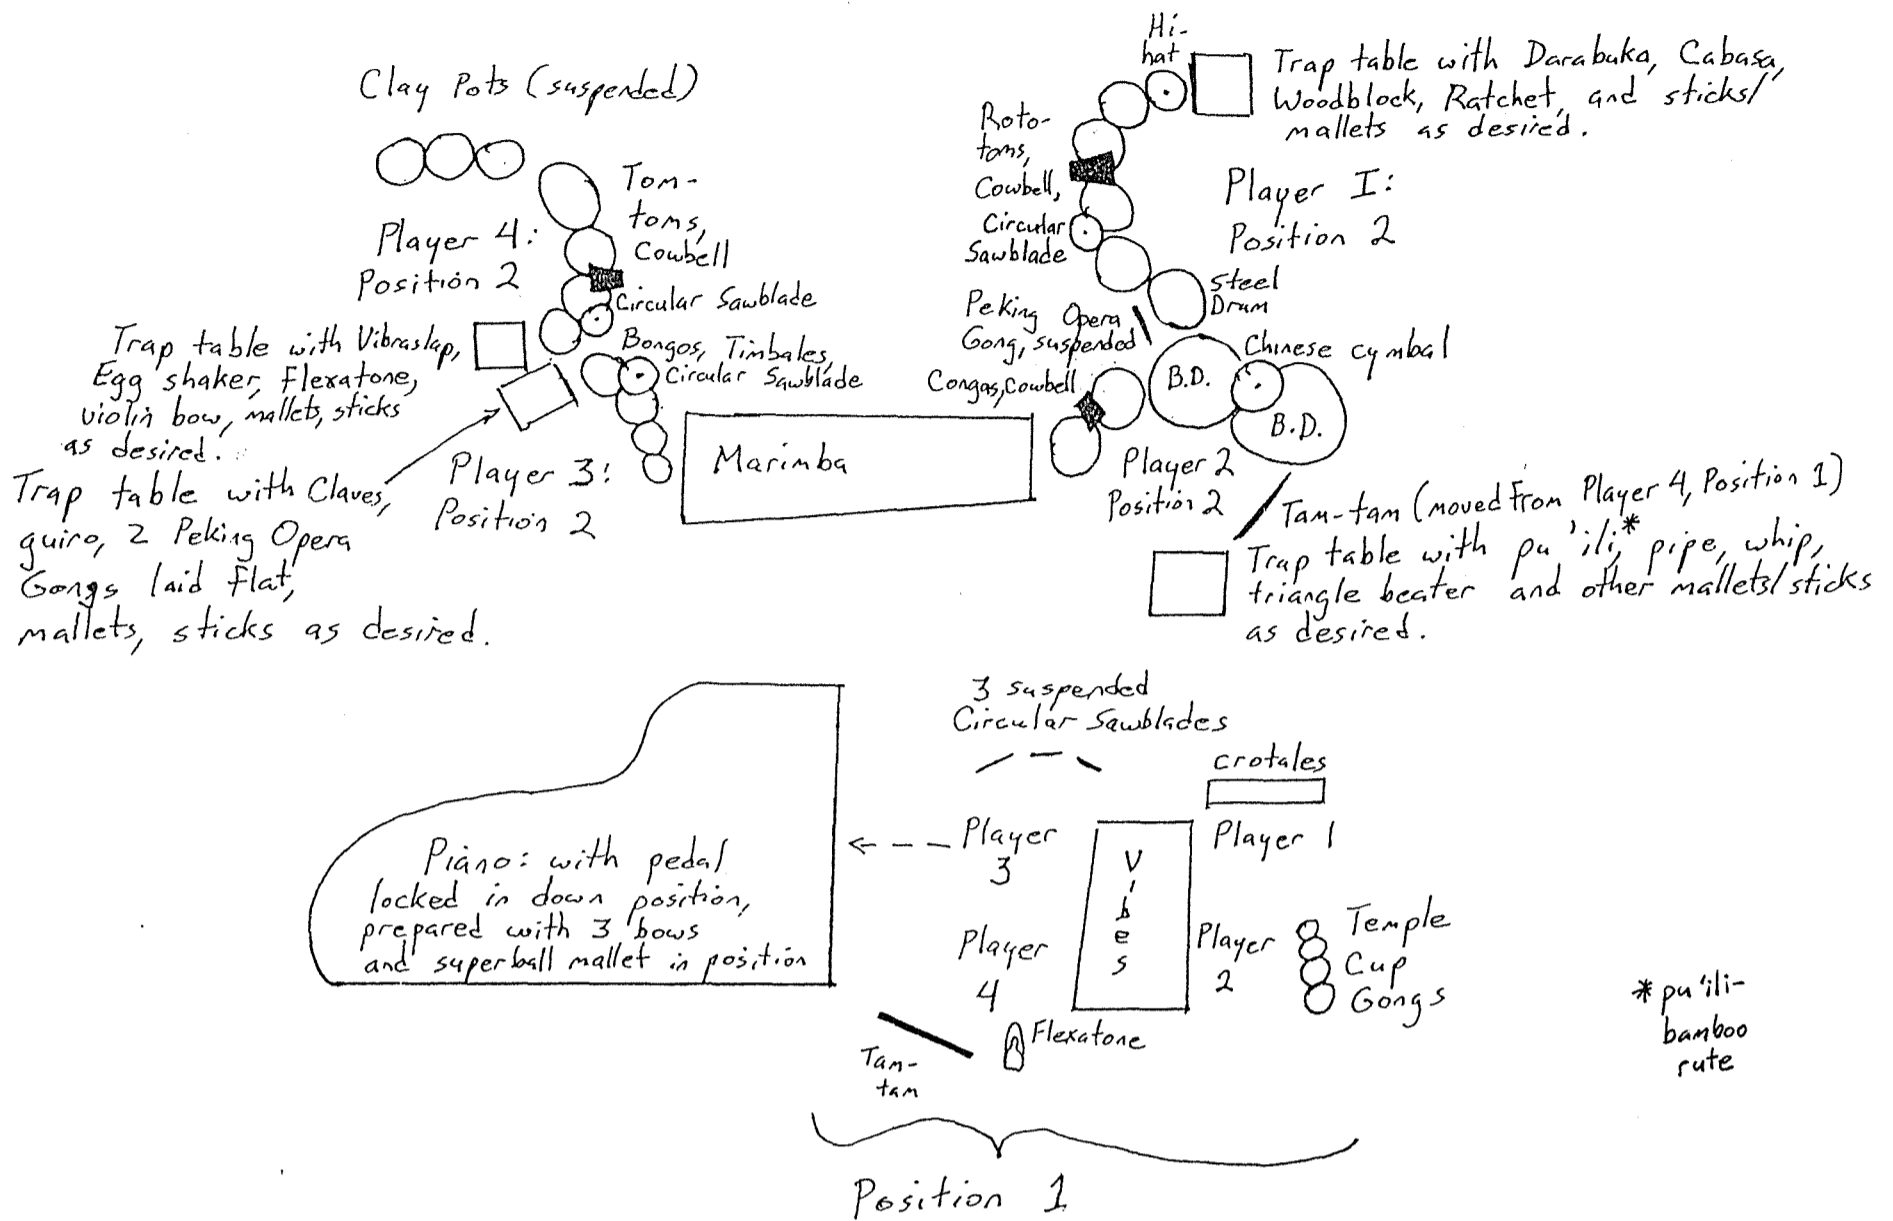 Clay Pots (suspended)
Tom-
toms,
Cowbell
Player 4:
Position 2
Circular Sawblade
Trap table with Vibraslap,
Egg shaker, Flexatone,
violin bow, mallets, sticks
as desired.
Bongos, Timbales,
Circular Sawblade
Trap table with Claves,
guiro, 2 Peking Opera
Gongs laid flat,
mallets, sticks as desired.
Player 3:
Position 2
Marimba
Hi-
hat
Trap table with Darabuka, Cabasa,
Woodblock, Ratchet, and sticks/
mallets as desired.
Roto-
toms,
Cowbell,
Circular
Sawblade
Player I:
Position 2
Steel
Drum
Peking Opera
Gong, suspended
Chinese cymbal
B.D.
B.D.
Congas, Cowbell
Player 2
Position 2
Tam-tam (moved from Player 4, Position 1)
Trap table with pu'ili,* pipe, whip,
triangle beater and other mallets/sticks
as desired.
3 suspended
Circular Sawblades
crotales
Player 1
Player
3
Vibes
Piano: with pedal
locked in down position,
prepared with 3 bows
and superball mallet in position
Player
4
Player
2
Temple
Cup
Gongs
Flexatone
Tam-
tam
*pu'ili-
bamboo
rute
Position 1